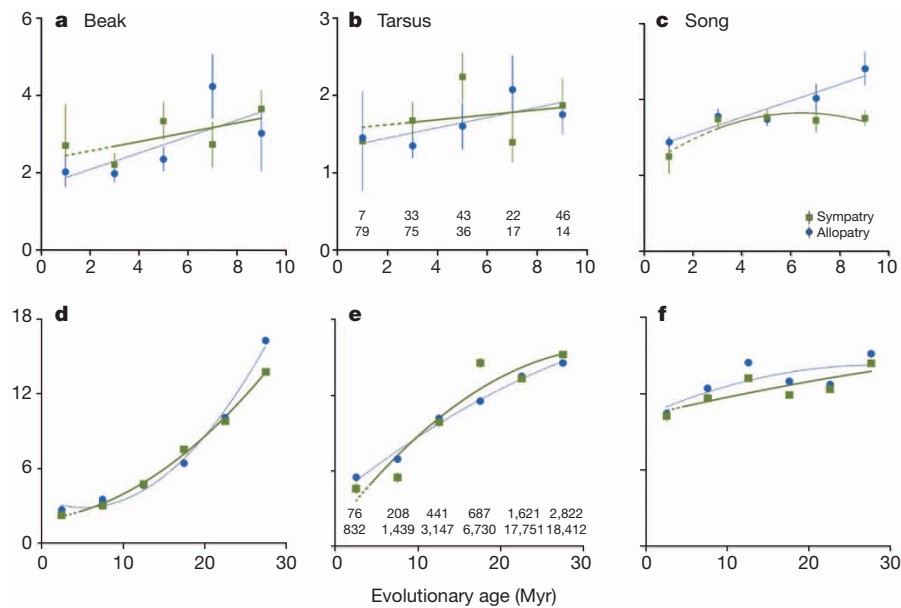 a Beak
6
4
2
0
0 2 4 6 8 10
b Tarsus
3
2
1
0
7 33 43 22 46
79 75 36 17 14
0 2 4 6 8 10
c Song
Sympatry
Allopatry
0 2 4 6 8 10
d
18
12
6
0
0 10 20 30
e
76 208 441 687 1,621 2,822
832 1,439 3,147 6,730 17,751 18,412
0 10 20 30
f
0 10 20 30
Evolutionary age (Myr)